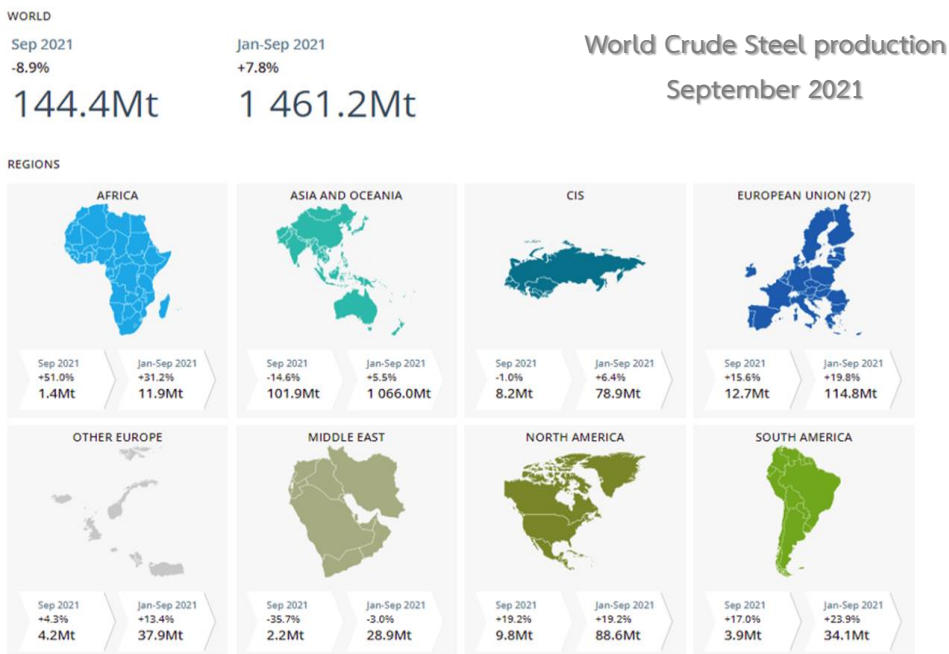 WORLD
Sep 2021
-8.9%
144.4Mt
Jan-Sep 2021
+7.8%
1 461.2Mt
World Crude Steel production
September 2021
REGIONS
AFRICA
Sep 2021
+51.0%
1.4Mt
Jan-Sep 2021
+31.2%
11.9Mt
ASIA AND OCEANIA
Sep 2021
-14.6%
101.9Mt
Jan-Sep 2021
+5.5%
1 066.0Mt
CIS
Sep 2021
-1.0%
8.2Mt
Jan-Sep 2021
+6.4%
78.9Mt
EUROPEAN UNION (27)
Sep 2021
+15.6%
12.7Mt
Jan-Sep 2021
+19.8%
114.8Mt
OTHER EUROPE
Sep 2021
+4.3%
4.2Mt
Jan-Sep 2021
+13.4%
37.9Mt
MIDDLE EAST
Sep 2021
-35.7%
2.2Mt
Jan-Sep 2021
-3.0%
28.9Mt
NORTH AMERICA
Sep 2021
+19.2%
9.8Mt
Jan-Sep 2021
+19.2%
88.6Mt
SOUTH AMERICA
Sep 2021
+17.0%
3.9Mt
Jan-Sep 2021
+23.9%
34.1Mt